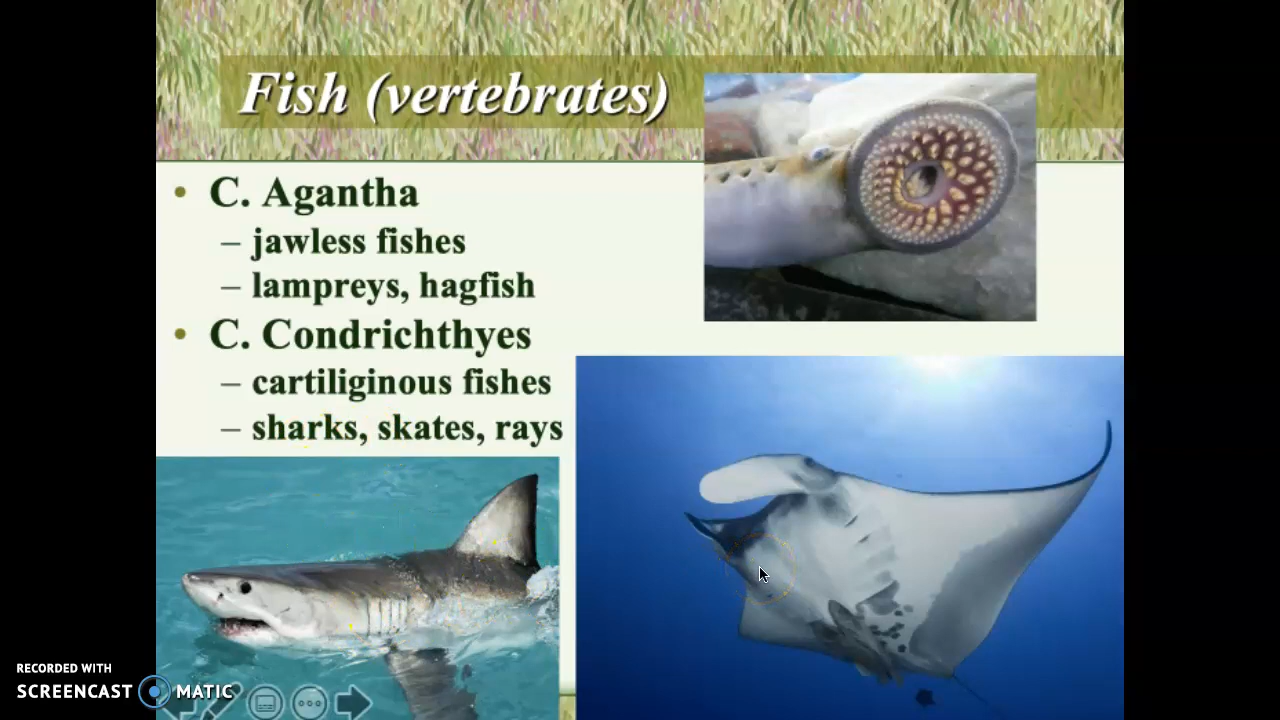 Fish (vertebrates)
• C. Agantha
– jawless fishes
– lampreys, hagfish
• C. Condrichthyes
– cartiliginous fishes
– sharks, skates, rays
RECORDED WITH
SCREENCAST MATIC